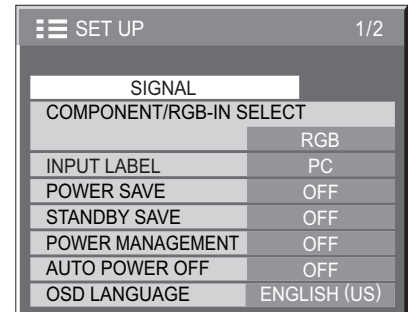 SET UP 1/2
SIGNAL
COMPONENT/RGB-IN SELECT
RGB
INPUT LABEL PC
POWER SAVE OFF
STANDBY SAVE OFF
POWER MANAGEMENT OFF
AUTO POWER OFF OFF
OSD LANGUAGE ENGLISH (US)